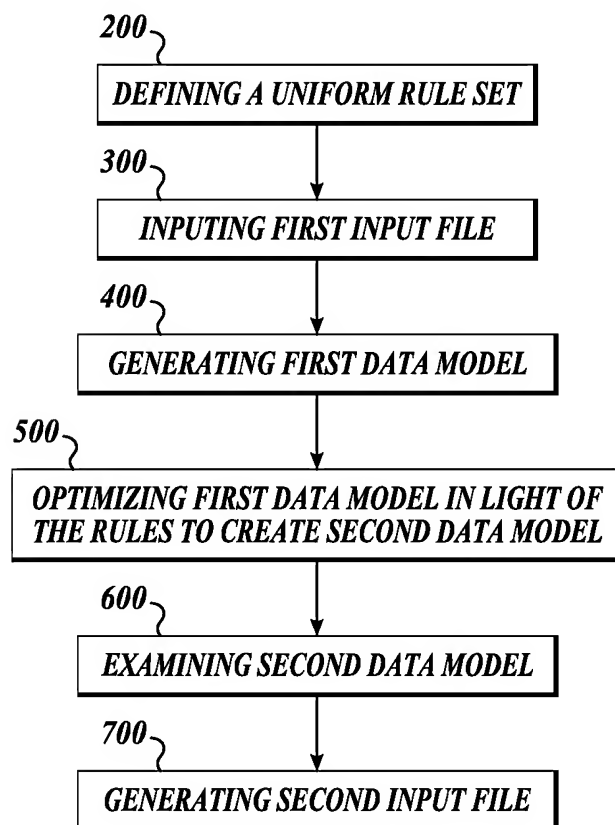 200
DEFINING A UNIFORM RULE SET
300
INPUTING FIRST INPUT FILE
400
GENERATING FIRST DATA MODEL
500
OPTIMIZING FIRST DATA MODEL IN LIGHT OF
THE RULES TO CREATE SECOND DATA MODEL
600
EXAMINING SECOND DATA MODEL
700
GENERATING SECOND INPUT FILE